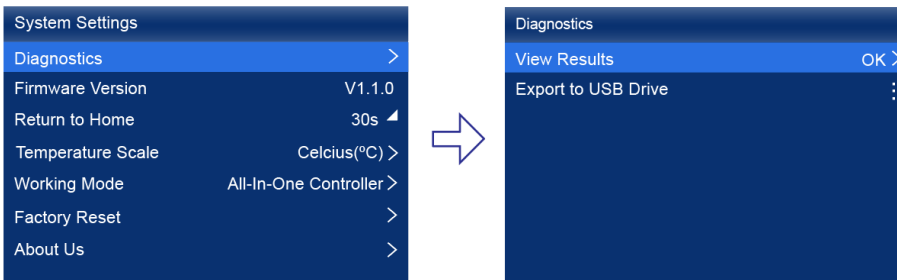 System Settings
Diagnostics >
Firmware Version V1.1.0
Return to Home 30s
Temperature Scale Celcius(ºC) >
Working Mode All-In-One Controller >
Factory Reset >
About Us >
Diagnostics
View Results OK >
Export to USB Drive